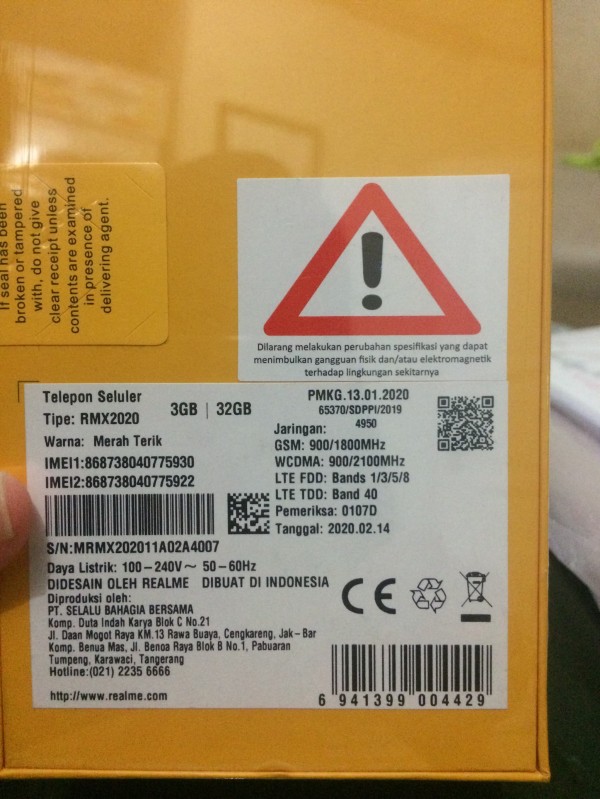 If seal has been
broken or tampered
with, do not give
clear receipt unless
contents are examined
in presence of
delivering agent.
Dilarang melakukan perubahan spesifikasi yang dapat
menimbulkan gangguan fisik dan/atau elektromagnetik
terhadap lingkungan sekitarnya
Telepon Seluler
Tipe: RMX2020
3GB | 32GB
Warna: Merah Terik
IMEI1:868738040775930
IMEI2:868738040775922
S/N:MRMX202011A02A4007
PMKG.13.01.2020
65370/SDPPI/2019
4950
Jaringan:
GSM: 900/1800MHz
WCDMA: 900/2100MHz
LTE FDD: Bands 1/3/5/8
LTE TDD: Band 40
Pemeriksa: 0107D
Tanggal: 2020.02.14
Daya Listrik: 100–240V～ 50–60Hz
DIDESAIN OLEH REALME DIBUAT DI INDONESIA
Diproduksi oleh:
PT. SELALU BAHAGIA BERSAMA
Komp. Duta Indah Karya Blok C No.21
Jl. Daan Mogot Raya KM.13 Rawa Buaya, Cengkareng, Jak–Bar
Komp. Benua Mas, Jl. Benoa Raya Blok B No.1, Pabuaran
Tumpeng, Karawaci, Tangerang
Hotline:(021) 2235 6666
http://www.realme.com
CE
6 941399 004429